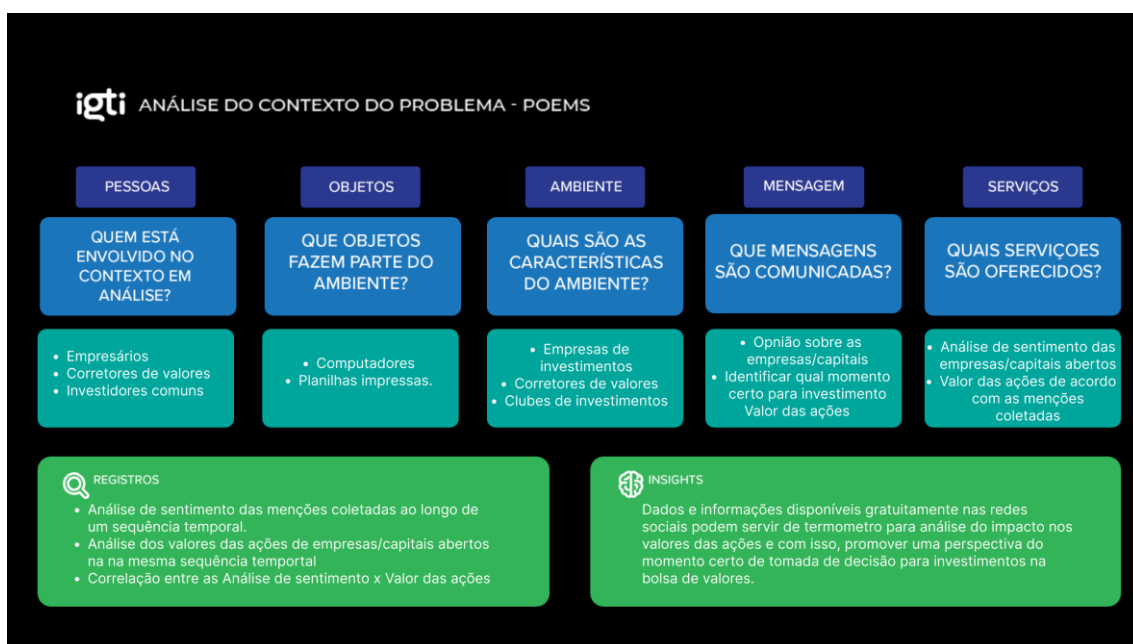 igti ANÁLISE DO CONTEXTO DO PROBLEMA - POEMS
PESSOAS
QUEM ESTÁ
ENVOLVIDO NO
CONTEXTO EM
ANÁLISE?
• Empresários
• Corretores de valores
• Investidores comuns
OBJETOS
QUE OBJETOS
FAZEM PARTE DO
AMBIENTE?
• Computadores
• Planilhas impressas.
AMBIENTE
QUAIS SÃO AS
CARACTERÍSTICAS
DO AMBIENTE?
• Empresas de
investimentos
• Corretores de valores
• Clubes de investimentos
MENSAGEM
QUE MENSAGENS
SÃO COMUNICADAS?
• Opnião sobre as
empresas/capitais
• Identificar qual momento
certo para investimento
Valor das ações
SERVIÇOS
QUAIS SERVIÇOES
SÃO OFERECIDOS?
• Análise de sentimento das
empresas/capitais abertos
• Valor das ações de acordo
com as menções
coletadas
REGISTROS
• Análise de sentimento das menções coletadas ao longo de
um sequência temporal.
• Análise dos valores das ações de empresas/capitais abertos
na na mesma sequência temportal
• Correlação entre as Análise de sentimento x Valor das ações
INSIGHTS
Dados e informações disponíveis gratuitamente nas redes
sociais podem servir de termometro para análise do impacto nos
valores das ações e com isso, promover uma perspectiva do
momento certo de tomada de decisão para investimentos na
bolsa de valores.